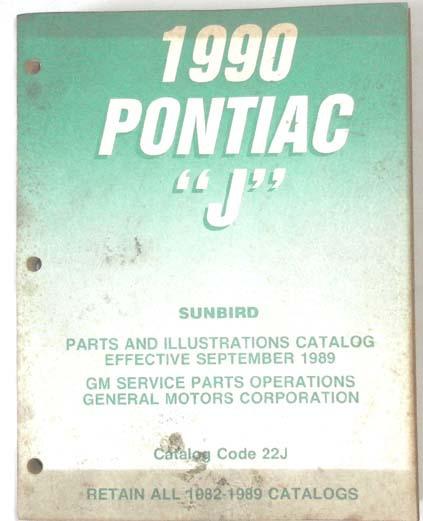 1990
PONTIAC
"J"
SUNBIRD
PARTS AND ILLUSTRATIONS CATALOG
EFFECTIVE SEPTEMBER 1989
GM SERVICE PARTS OPERATIONS
GENERAL MOTORS CORPORATION
Catalog Code 22J
RETAIN ALL 1982-1989 CATALOGS